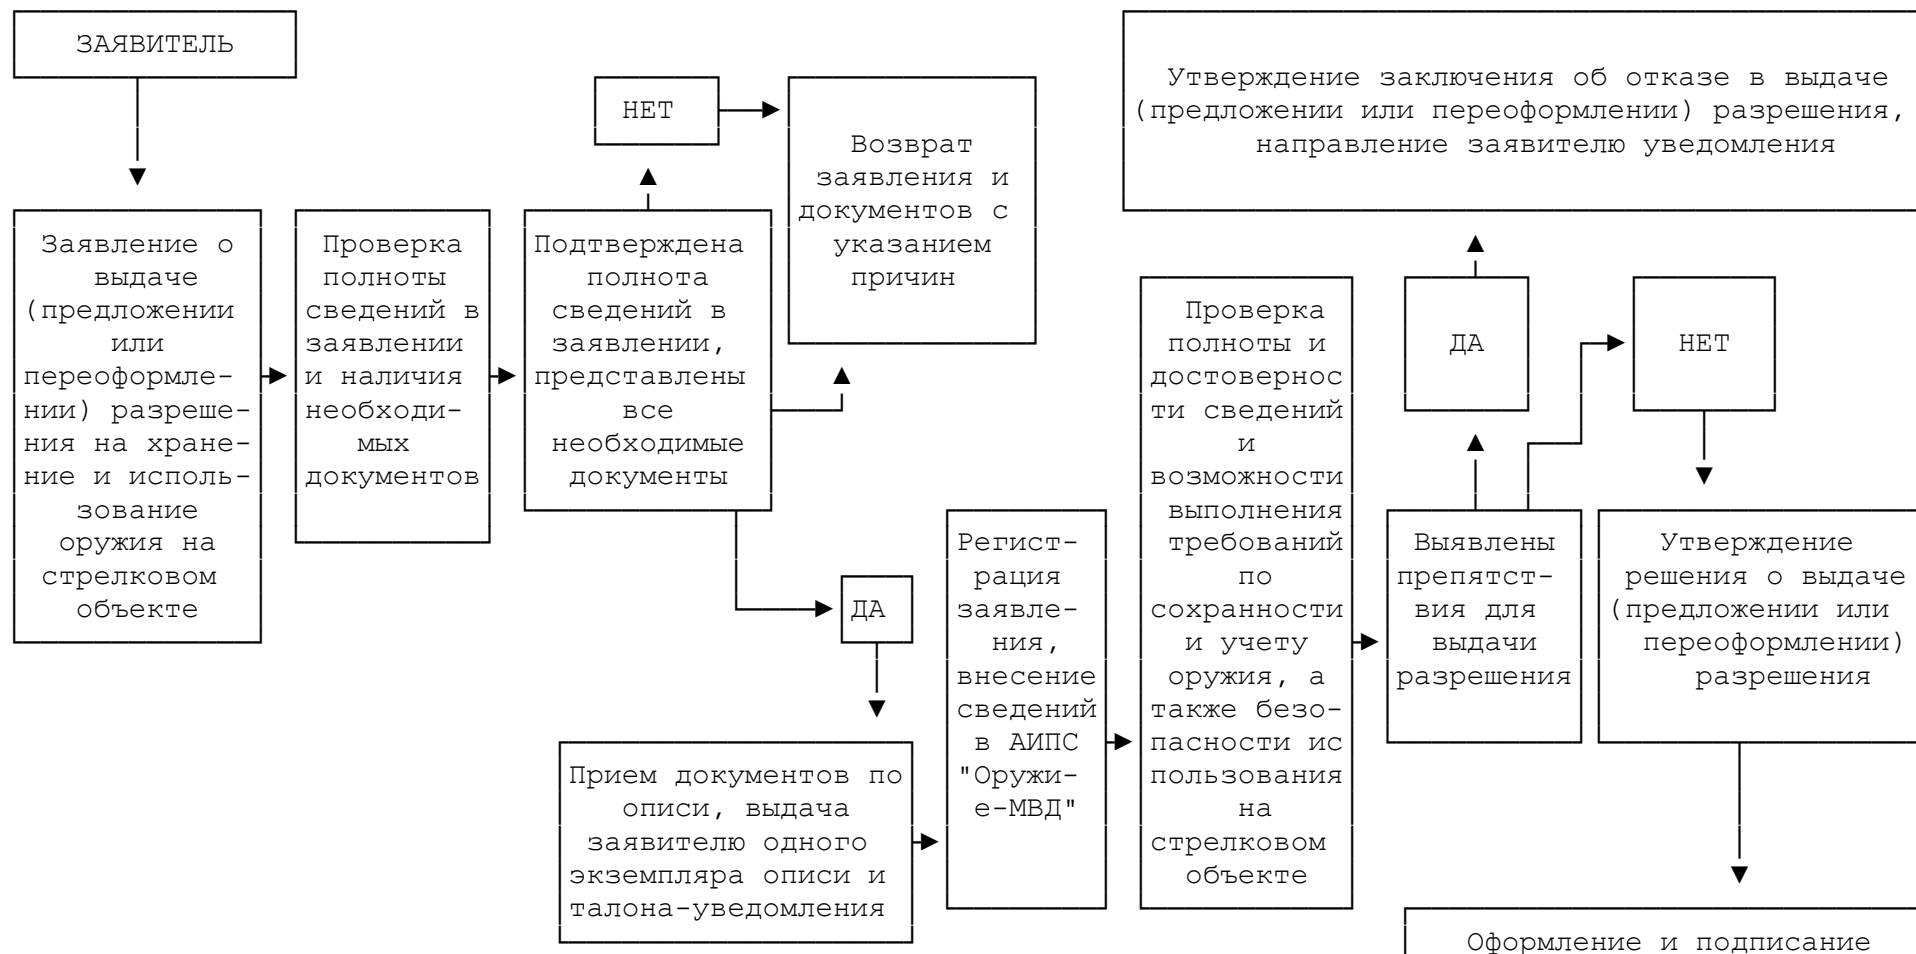 ЗАЯВИТЕЛЬ
Заявление о
выдаче
(предложении
или
переоформле-
нии) разреше-
ния на хране-
ние и исполь-
зование
оружия на
стрелковом
объекте
Проверка
полноты
сведений в
заявлении
и наличия
необходи-
мых
документов
Подтверждена
полнота
сведений в
заявлении,
представлены
все
необходимые
документы
НЕТ
Возврат
заявления и
документов с
указанием
причин
ДА
Прием документов по
описи, выдача
заявителю одного
экземпляра описи и
талона-уведомления
Регист-
рация
заявле-
ния,
внесение
сведений
в АИПС
"Оружи-
е-МВД"
Проверка
полноты и
достовернос
ти сведений
и
возможности
выполнения
требований
по
сохранности
и учету
оружия, а
также безо-
пасности ис
пользования
на
стрелковом
объекте
Выявлены
препятст-
вия для
выдачи
разрешения
ДА
Утверждение заключения об отказе в выдаче
(предложении или переоформлении) разрешения,
направление заявителю уведомления
НЕТ
Утверждение
решения о выдаче
(предложении или
переоформлении)
разрешения
Оформление и подписание